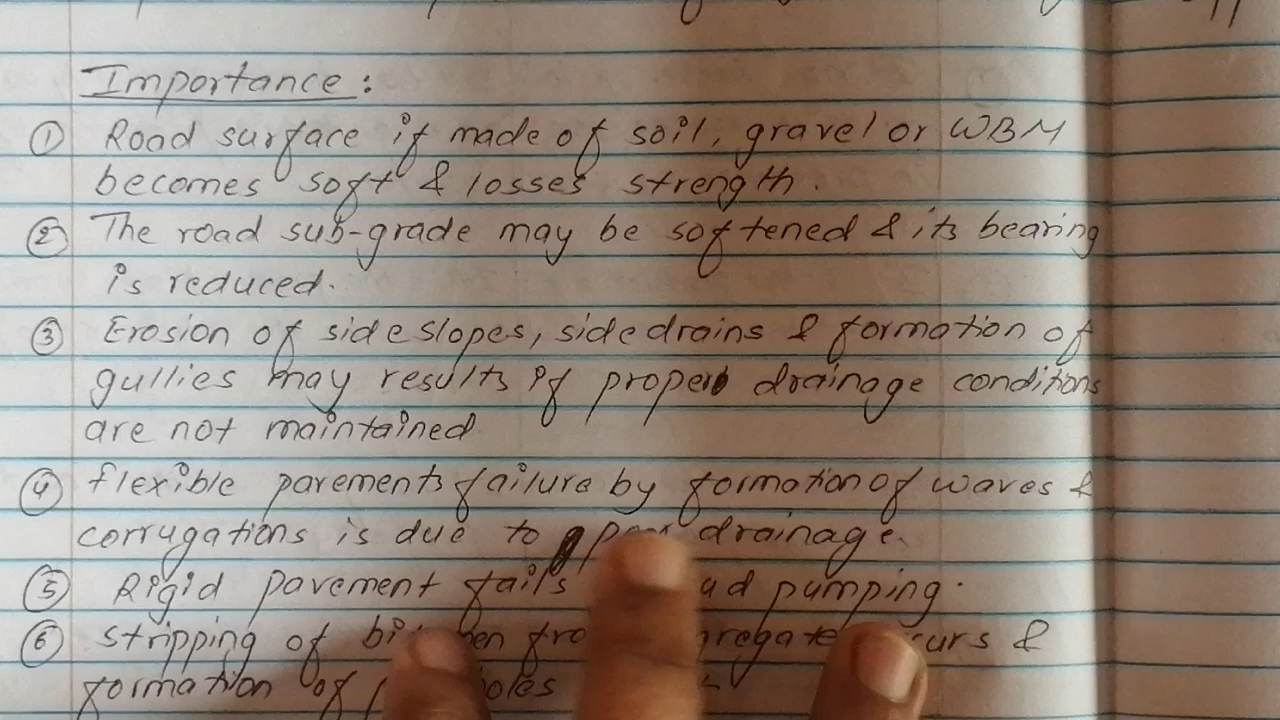 Importance :
① Road surface if made of soil, gravel or WBM
becomes soft & losses strength.
② The road sub-grade may be softened & its bearing
is reduced.
③ Erosion of side slopes, side drains & formation of
gullies may results if proper drainage conditions
are not maintained
④ flexible pavements failure by formation of waves &
corrugations is due to drainage.
⑤ Rigid pavement fails pumping.
⑥ stripping of &
formation of